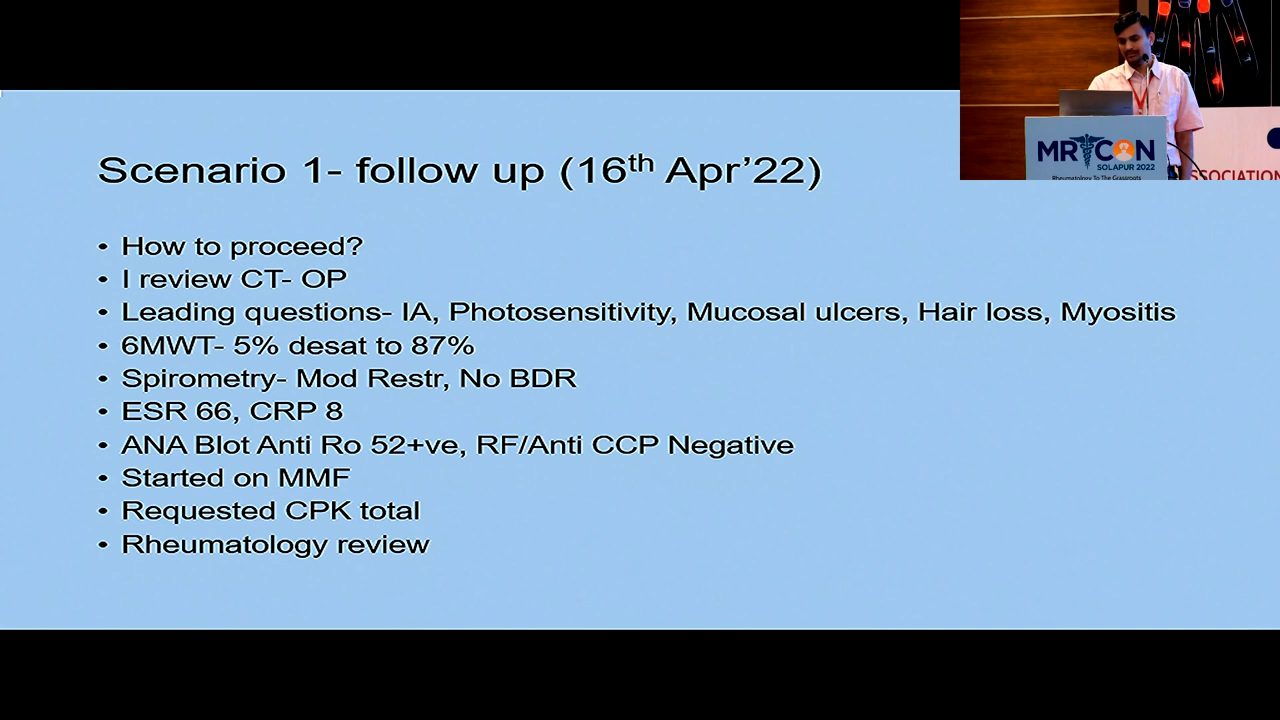 Scenario 1- follow up (16th Apr’22)
• How to proceed?
• I review CT- OP
• Leading questions- IA, Photosensitivity, Mucosal ulcers, Hair loss, Myositis
• 6MWT- 5% desat to 87%
• Spirometry- Mod Restr, No BDR
• ESR 66, CRP 8
• ANA Blot Anti Ro 52+ve, RF/Anti CCP Negative
• Started on MMF
• Requested CPK total
• Rheumatology review
MR CON
SOLAPUR 2022
Rheumatology To The Grassroots
SSOCIATION